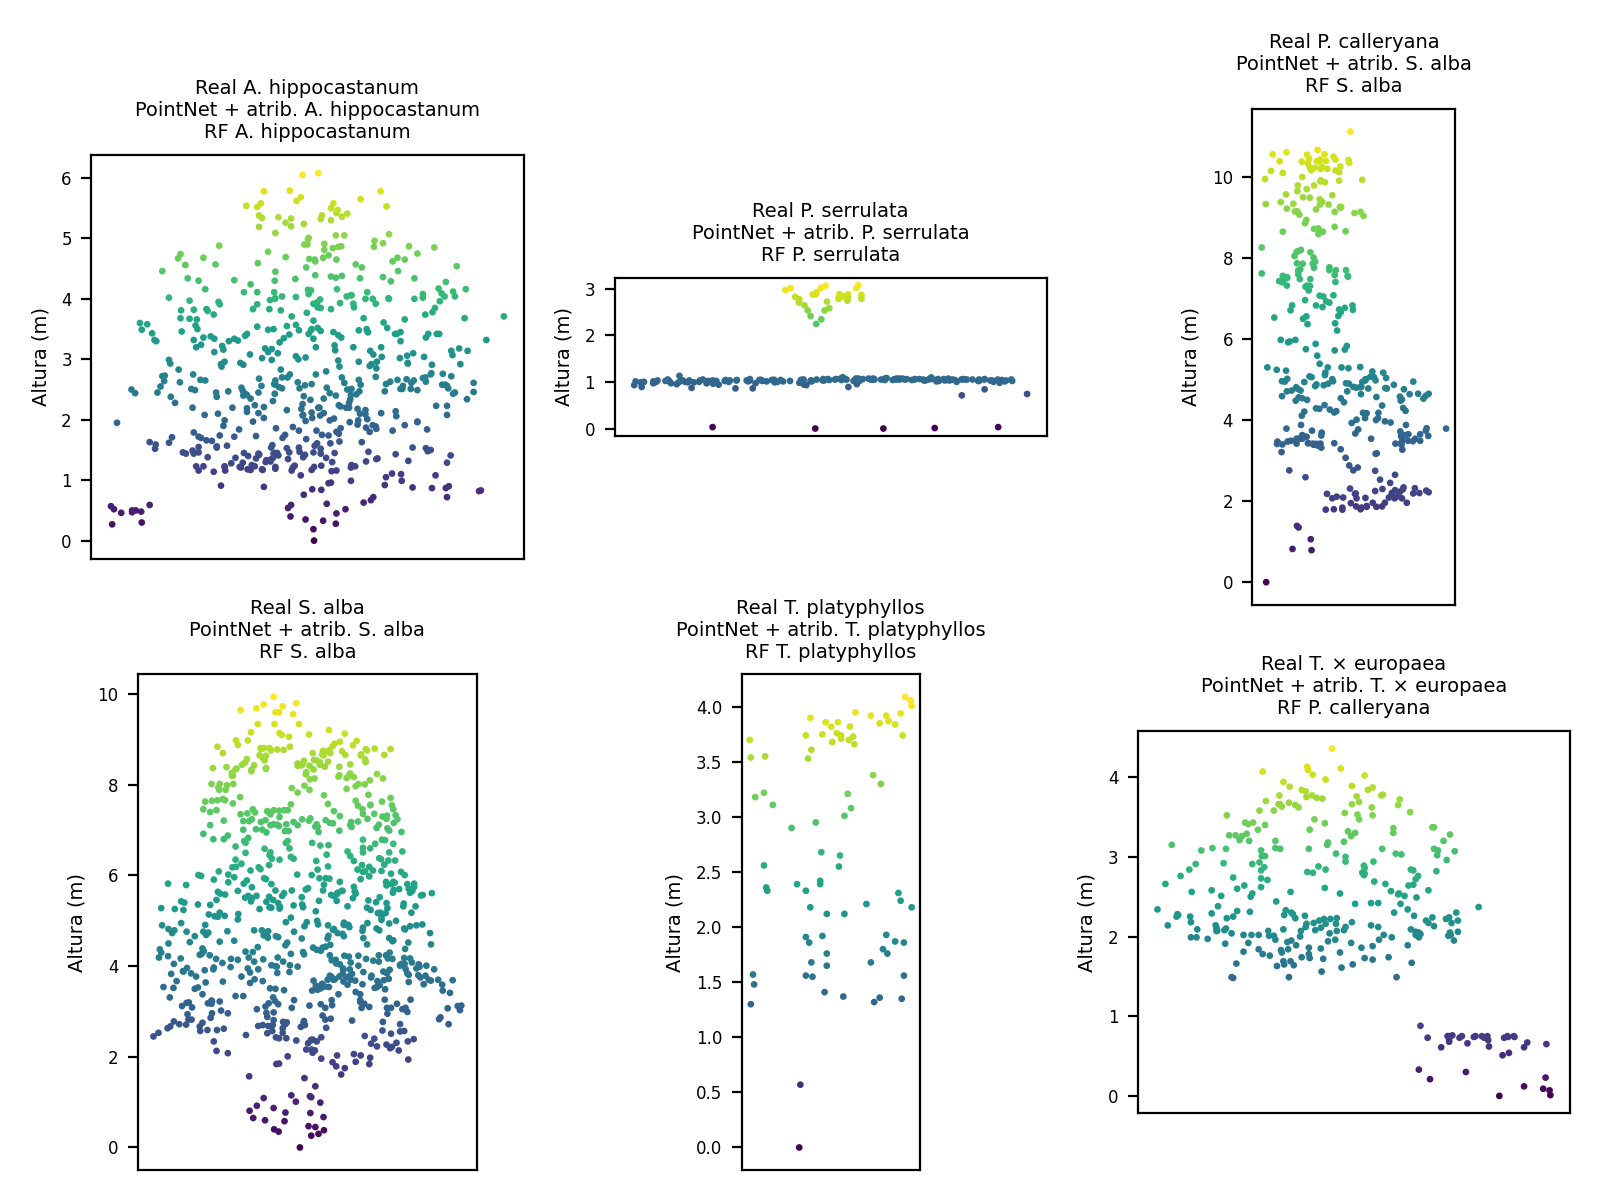 Real A. hippocastanum
PointNet + atrib. A. hippocastanum
RF A. hippocastanum
Altura (m)
6
5
4
3
2
1
0
Real P. serrulata
PointNet + atrib. P. serrulata
RF P. serrulata
Altura (m)
3
2
1
0
Real P. calleryana
PointNet + atrib. S. alba
RF S. alba
Altura (m)
10
8
6
4
2
0
Real S. alba
PointNet + atrib. S. alba
RF S. alba
Altura (m)
10
8
6
4
2
0
Real T. platyphyllos
PointNet + atrib. T. platyphyllos
RF T. platyphyllos
Altura (m)
4.0
3.5
3.0
2.5
2.0
1.5
1.0
0.5
0.0
Real T. × europaea
PointNet + atrib. T. × europaea
RF P. calleryana
Altura (m)
4
3
2
1
0